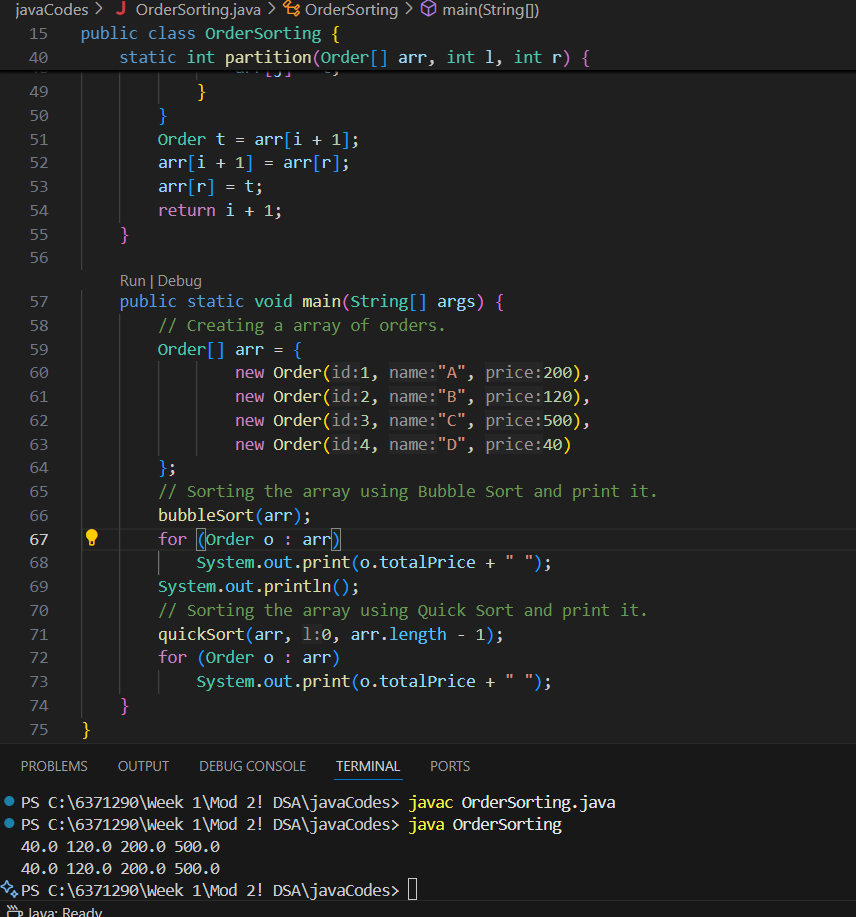 javaCodes > J OrderSorting.java > OrderSorting > main(String[])
15 public class OrderSorting {
40 static int partition(Order[] arr, int l, int r) {
49 }
50 }
51 Order t = arr[i + 1];
52 arr[i + 1] = arr[r];
53 arr[r] = t;
54 return i + 1;
55 }
56
Run | Debug
57 public static void main(String[] args) {
58 // Creating a array of orders.
59 Order[] arr = {
60 new Order(id:1, name:"A", price:200),
61 new Order(id:2, name:"B", price:120),
62 new Order(id:3, name:"C", price:500),
63 new Order(id:4, name:"D", price:40)
64 };
65 // Sorting the array using Bubble Sort and print it.
66 bubbleSort(arr);
67 for (Order o : arr)
68 System.out.print(o.totalPrice + " ");
69 System.out.println();
70 // Sorting the array using Quick Sort and print it.
71 quickSort(arr, l:0, arr.length - 1);
72 for (Order o : arr)
73 System.out.print(o.totalPrice + " ");
74 }
75 }
PROBLEMS OUTPUT DEBUG CONSOLE TERMINAL PORTS
PS C:\6371290\Week 1\Mod 2! DSA\javaCodes> javac OrderSorting.java
PS C:\6371290\Week 1\Mod 2! DSA\javaCodes> java OrderSorting
40.0 120.0 200.0 500.0
40.0 120.0 200.0 500.0
PS C:\6371290\Week 1\Mod 2! DSA\javaCodes>
Java: Ready